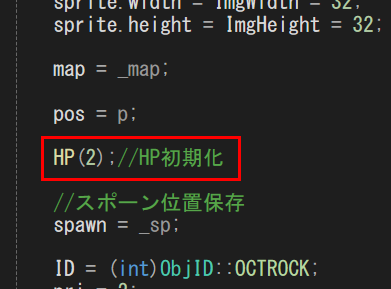 sprite.width = ImgWidth = 32;
sprite.height = ImgHeight = 32;
map = _map;
pos = p;
HP(2);//HP初期化
//スポーン位置保存
spawn = _sp;
ID = (int)ObjID::OCTROCK;
pri = 2;